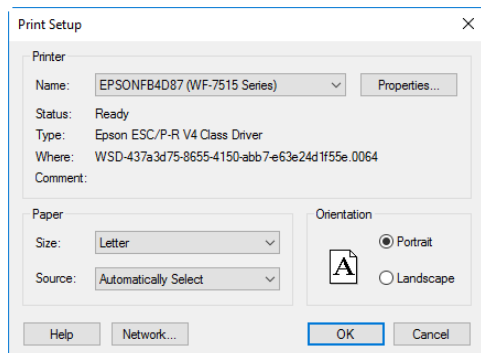 Print Setup
Printer
Name: EPSONFB4D87 (WF-7515 Series) Properties...
Status: Ready
Type: Epson ESC/P-R V4 Class Driver
Where: WSD-437a3d75-8655-4150-abb7-e63e24d1f55e.0064
Comment:
Paper
Size: Letter
Source: Automatically Select
Orientation
A
Portrait
Landscape
Help Network... OK Cancel